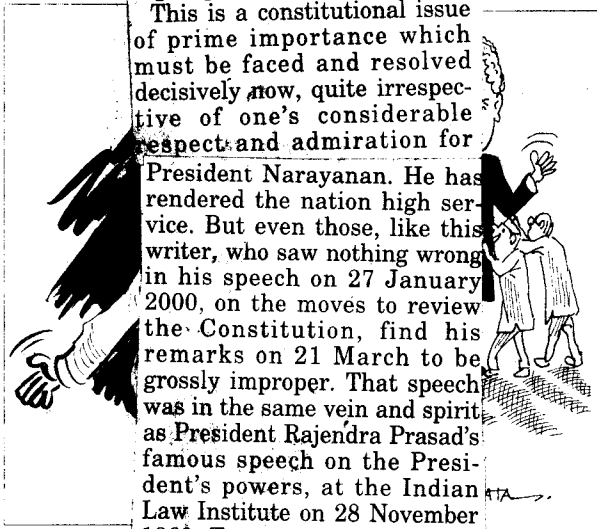 This is a constitutional issue
of prime importance which
must be faced and resolved
decisively now, quite irrespec-
tive of one's considerable
respect and admiration for
President Narayanan. He has
rendered the nation high ser-
vice. But even those, like this
writer, who saw nothing wrong
in his speech on 27 January
2000, on the moves to review
the Constitution, find his
remarks on 21 March to be
grossly improper. That speech
was in the same vein and spirit
as President Rajendra Prasad's
famous speech on the Presi-
dent's powers, at the Indian
Law Institute on 28 November